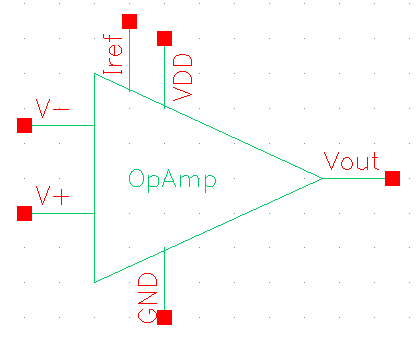 Iref
VDD
V-
Vout
OpAmp
V+
GND